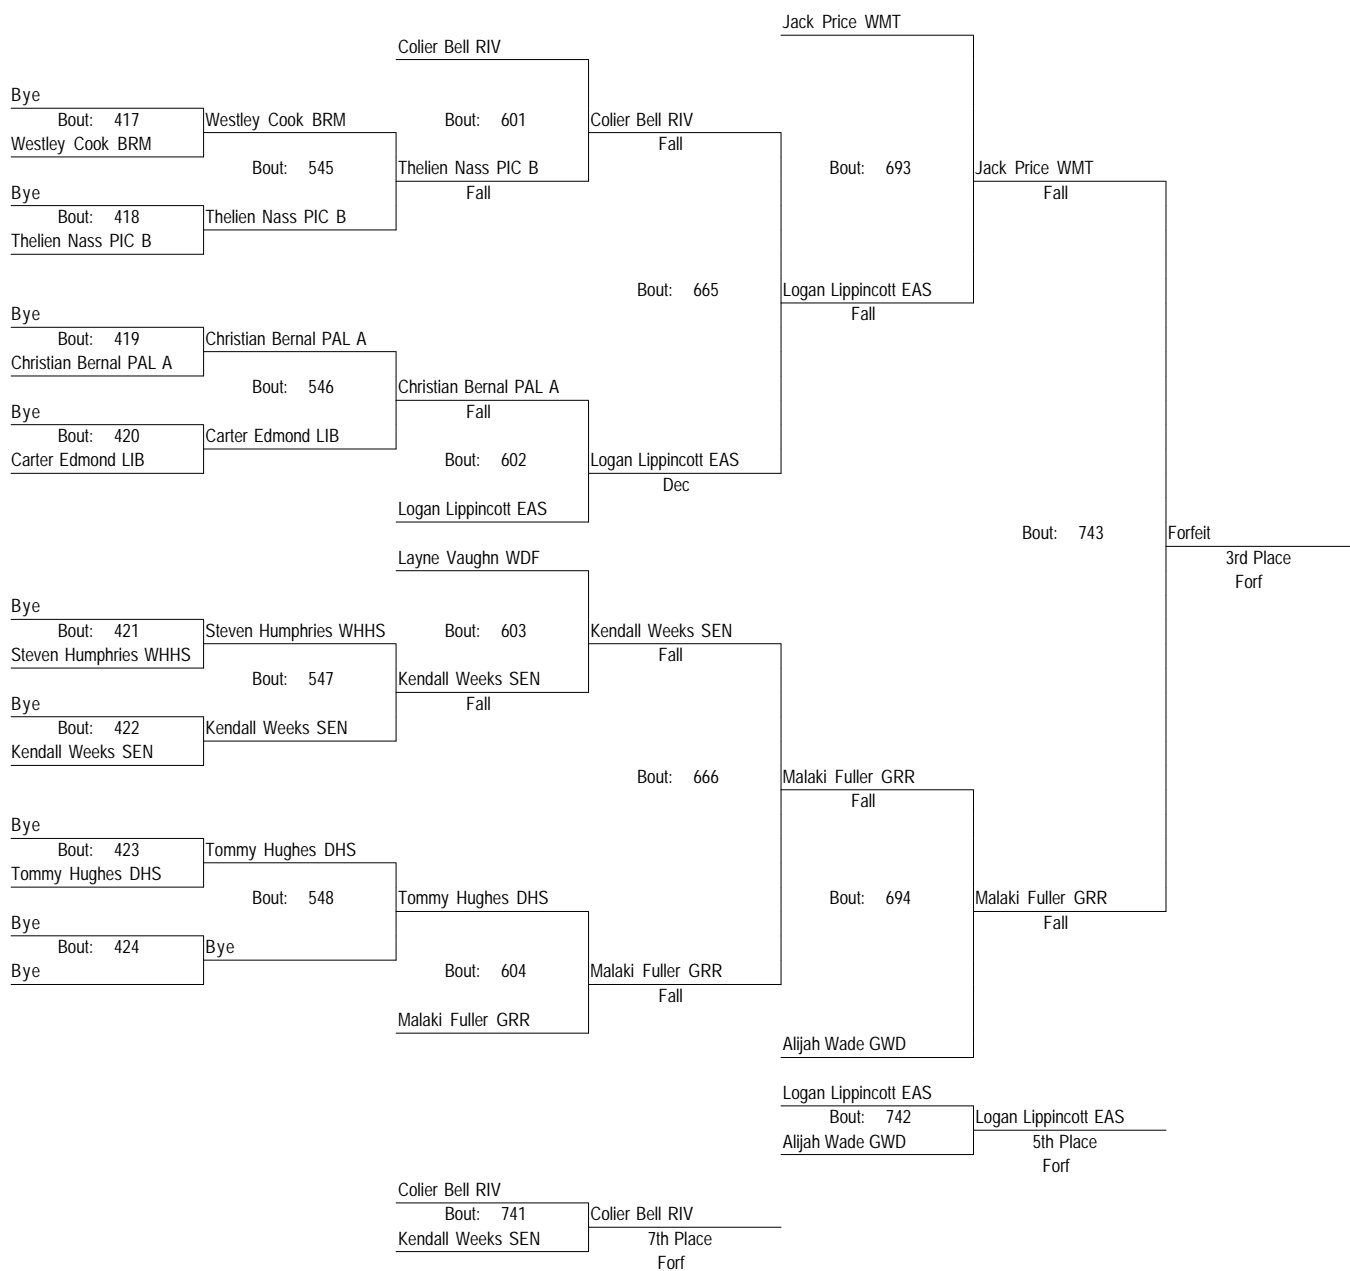 Jack Price WMT
Colier Bell RIV
Bye
Bout: 417
Westley Cook BRM
Westley Cook BRM
Bout: 601
Colier Bell RIV
Fall
Bout: 545
Thelien Nass PIC B
Fall
Bout: 693
Jack Price WMT
Fall
Bye
Bout: 418
Thelien Nass PIC B
Thelien Nass PIC B
Bout: 665
Logan Lippincott EAS
Fall
Bye
Bout: 419
Christian Bernal PAL A
Christian Bernal PAL A
Bout: 546
Christian Bernal PAL A
Fall
Bye
Bout: 420
Carter Edmond LIB
Carter Edmond LIB
Bout: 602
Logan Lippincott EAS
Dec
Logan Lippincott EAS
Bout: 743
Forfeit
3rd Place
Forf
Layne Vaughn WDF
Bye
Bout: 421
Steven Humphries WHHS
Steven Humphries WHHS
Bout: 603
Kendall Weeks SEN
Fall
Bout: 547
Kendall Weeks SEN
Fall
Bye
Bout: 422
Kendall Weeks SEN
Kendall Weeks SEN
Bout: 666
Malaki Fuller GRR
Fall
Bye
Bout: 423
Tommy Hughes DHS
Tommy Hughes DHS
Bout: 548
Tommy Hughes DHS
Bout: 694
Malaki Fuller GRR
Fall
Bye
Bout: 424
Bye
Bye
Bout: 604
Malaki Fuller GRR
Fall
Malaki Fuller GRR
Alijah Wade GWD
Logan Lippincott EAS
Bout: 742
Logan Lippincott EAS
Alijah Wade GWD
5th Place
Forf
Colier Bell RIV
Bout: 741
Colier Bell RIV
Kendall Weeks SEN
7th Place
Forf